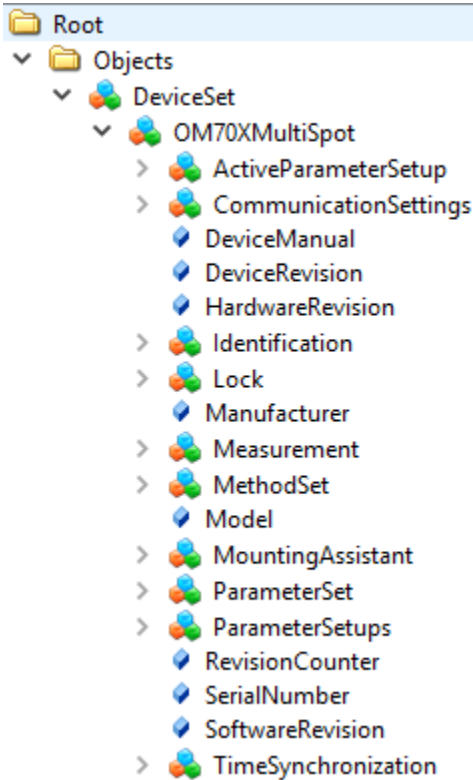 Root
Objects
DeviceSet
OM70XMultiSpot
ActiveParameterSetup
CommunicationSettings
DeviceManual
DeviceRevision
HardwareRevision
Identification
Lock
Manufacturer
Measurement
MethodSet
Model
MountingAssistant
ParameterSet
ParameterSetups
RevisionCounter
SerialNumber
SoftwareRevision
TimeSynchronization